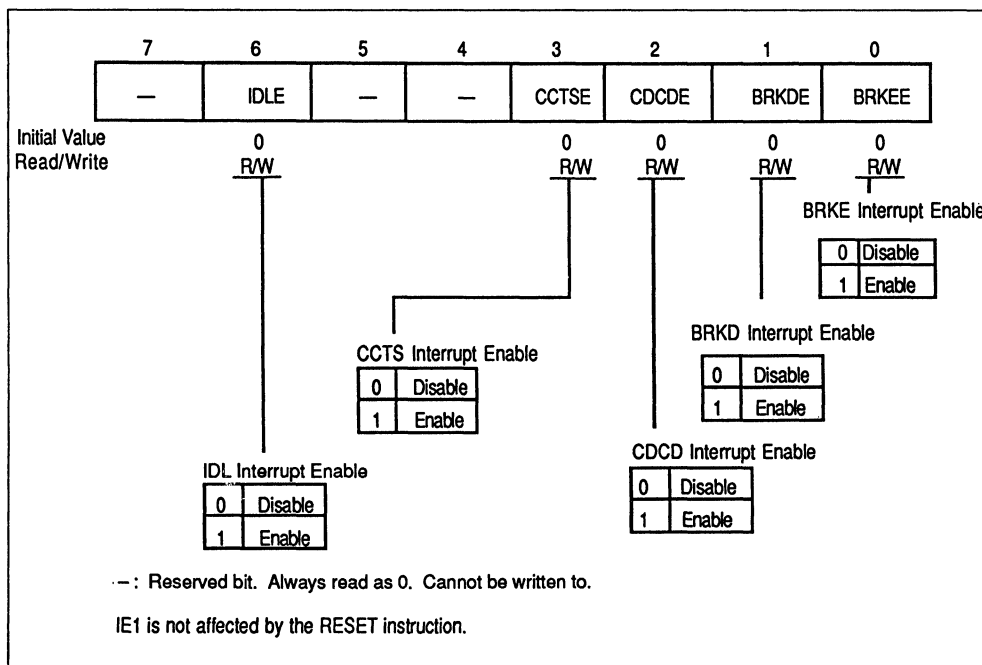 7 6 5 4 3 2 1 0
— IDLE — — CCTSE CDCDE BRKDE BRKEE
Initial Value 0 0 0 0 0
Read/Write R/W R/W R/W R/W R/W
BRKE Interrupt Enable
0 Disable
1 Enable
BRKD Interrupt Enable
0 Disable
1 Enable
CCTS Interrupt Enable
0 Disable
1 Enable
CDCD Interrupt Enable
0 Disable
1 Enable
IDL Interrupt Enable
0 Disable
1 Enable
—: Reserved bit. Always read as 0. Cannot be written to.
IE1 is not affected by the RESET instruction.